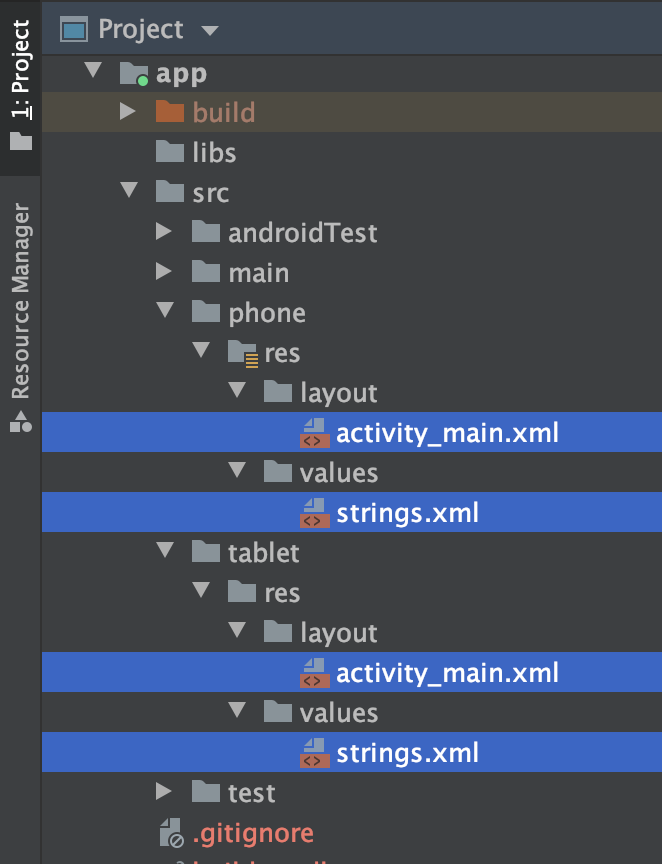 1: Project
Resource Manager
Project
app
build
libs
src
androidTest
main
phone
res
layout
activity_main.xml
values
strings.xml
tablet
res
layout
activity_main.xml
values
strings.xml
test
.gitignore